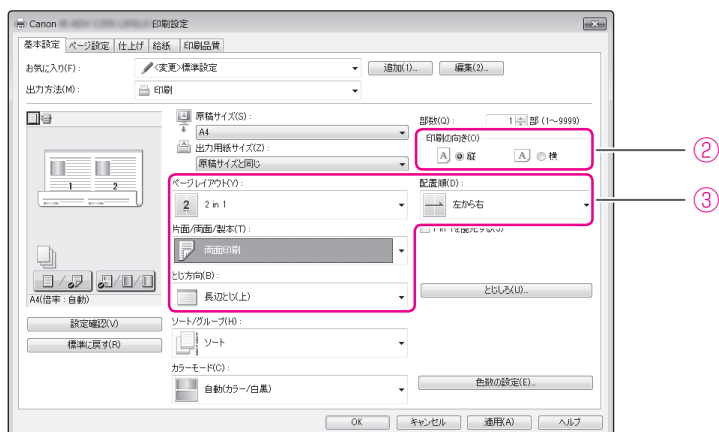 Canon 印刷設定
基本設定 ページ設定 仕上げ 給紙 印刷品質
お気に入り(F): <変更>標準設定 追加(1)... 編集(2)...
出力方法(M): 印刷
原稿サイズ(S):
A4
出力用紙サイズ(Z):
原稿サイズと同じ
部数(Q): 1 部 (1～9999)
印刷の向き(O)
A 縦 A 横
②
ページレイアウト(Y):
2 2 in 1
配置順(D):
左から右
③
1 in 1を優先する(J)
片面/両面/製本(T):
両面印刷
とじ方向(B):
長辺とじ(上)
とじしろ(U)...
1 2
A4(倍率:自動)
設定確認(V)
標準に戻す(R)
ソート/グループ(H):
ソート
カラーモード(C):
自動(カラー/白黒)
色数の設定(E)...
OK キャンセル 適用(A) ヘルプ